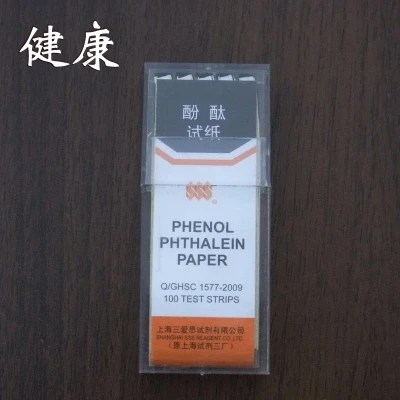 健康
酚酞
试纸
SSS®
PHENOL
PHTHALEIN
PAPER
Q/GHSC 1577-2009
100 TEST STRIPS
上海三爱思试剂有限公司
SHANGHAI SSS REAGENT CO.,LTD
(原上海试剂三厂)